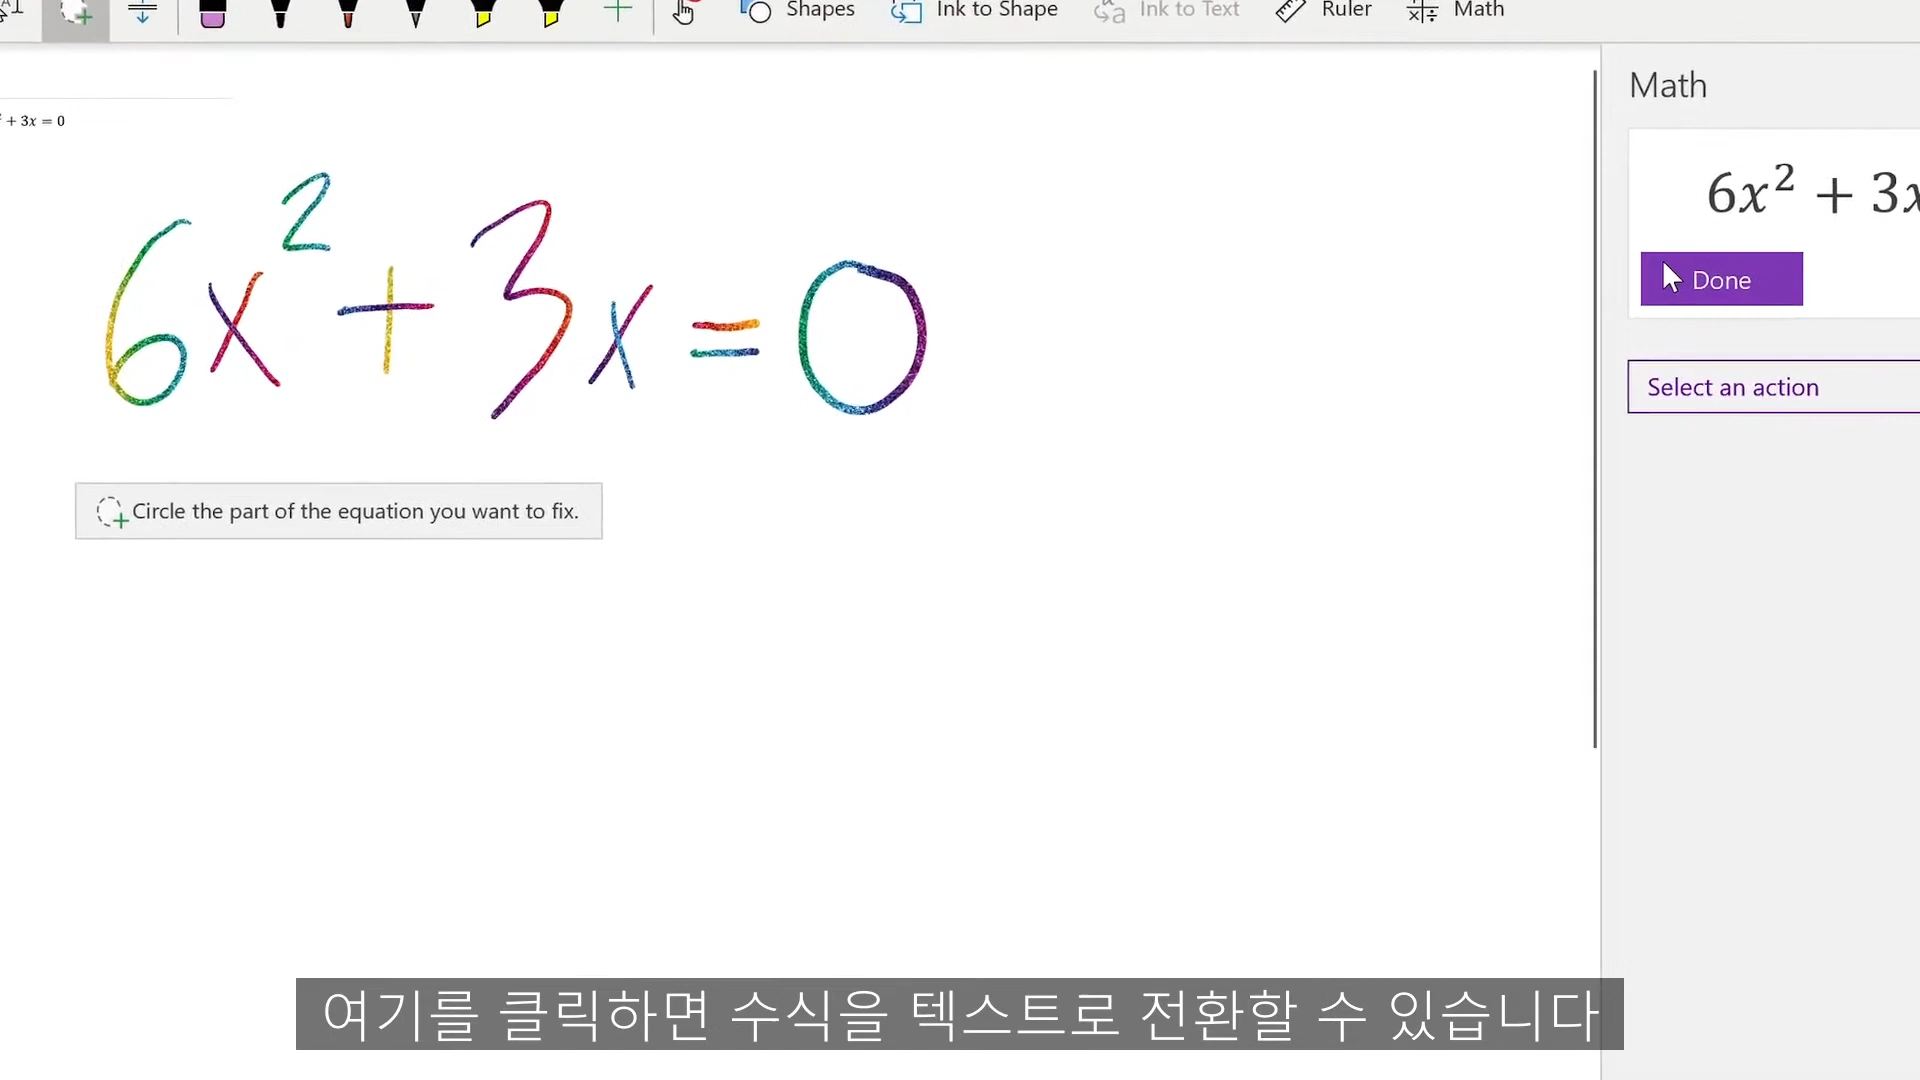 Shapes Ink to Shape Ink to Text Ruler Math
+ 3x = 0
6x² + 3x = 0
Circle the part of the equation you want to fix.
Math
6x² + 3x
Done
Select an action
여기를 클릭하면 수식을 텍스트로 전환할 수 있습니다